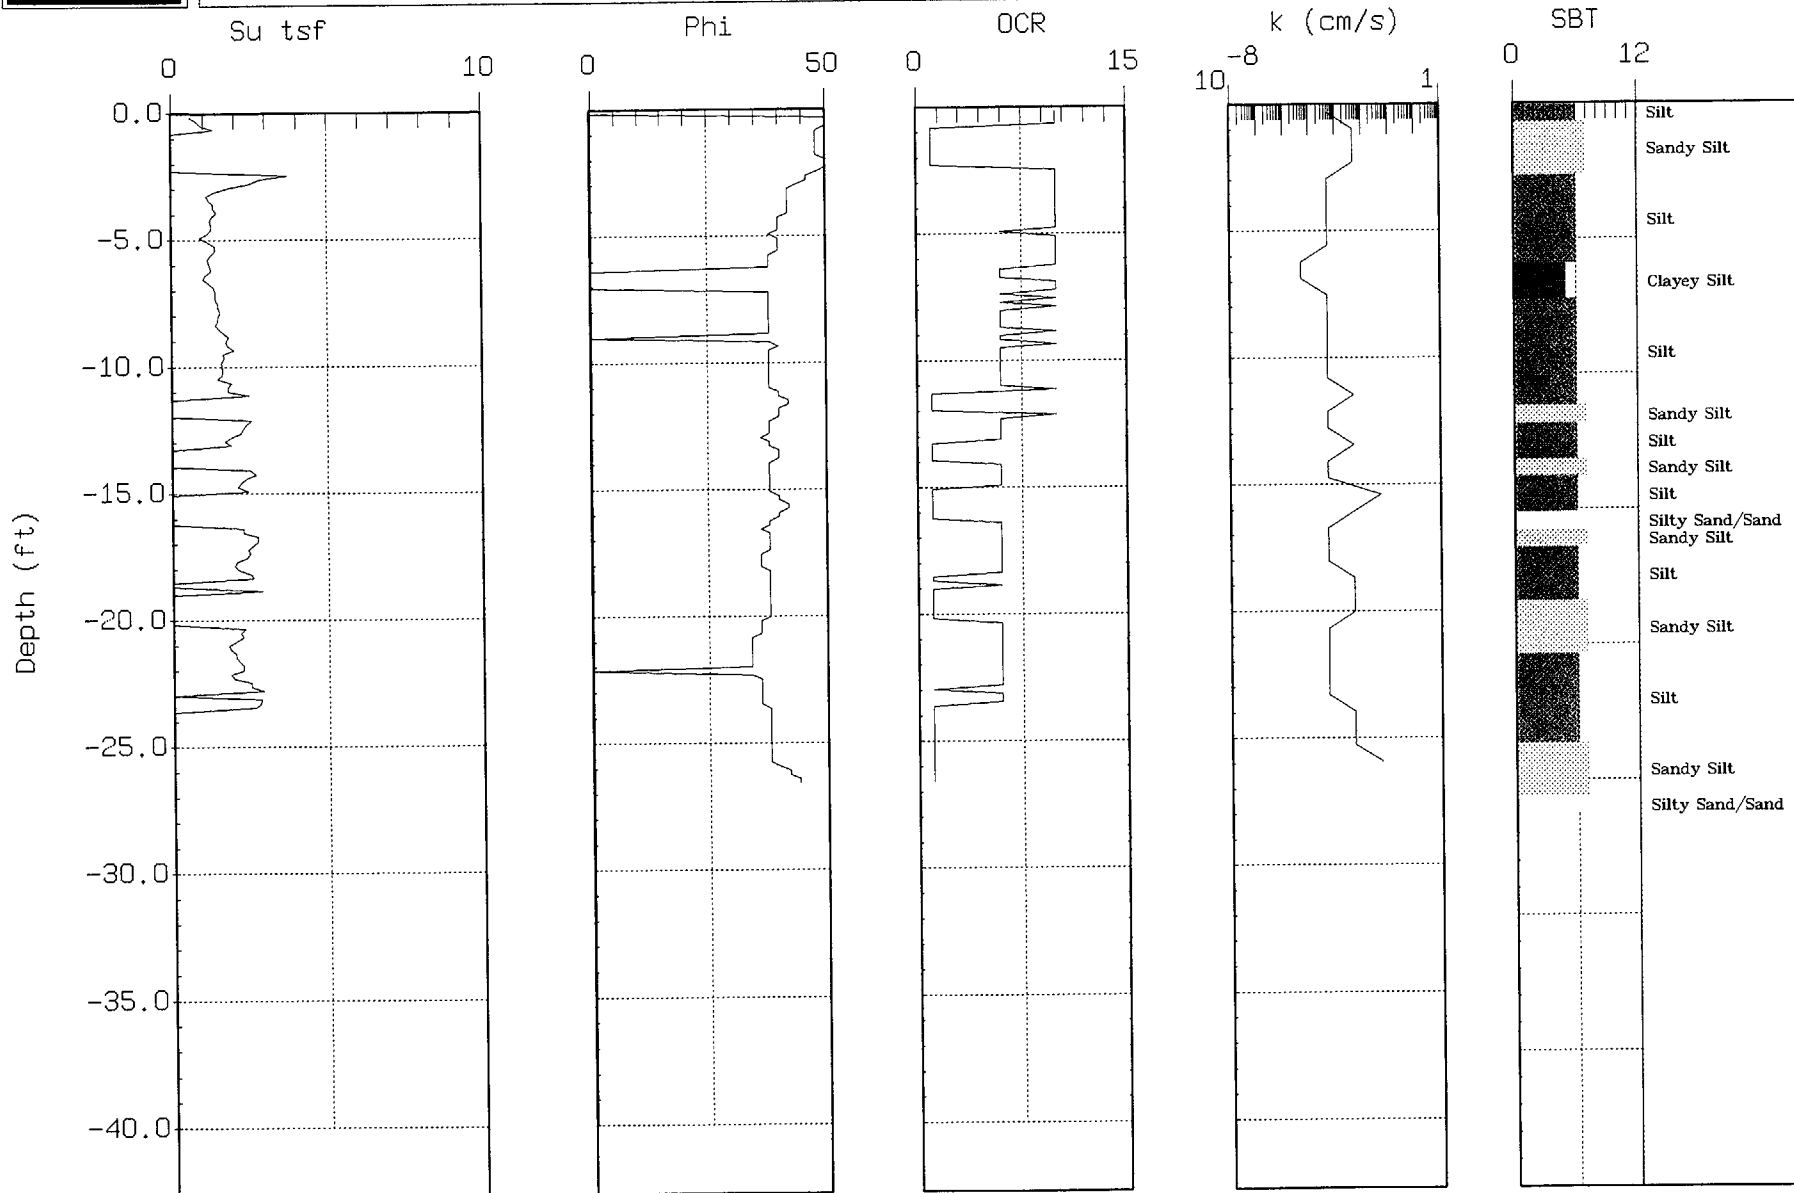 Su tsf
Phi
OCR
k (cm/s)
SBT
0 10
0 50
0 15
10 -8 1
0 12
0.0
-5.0
-10.0
-15.0
-20.0
-25.0
-30.0
-35.0
-40.0
Depth (ft)
Silt
Sandy Silt
Silt
Clayey Silt
Silt
Sandy Silt
Silt
Sandy Silt
Silt
Silty Sand/Sand
Sandy Silt
Silt
Sandy Silt
Silt
Sandy Silt
Silty Sand/Sand